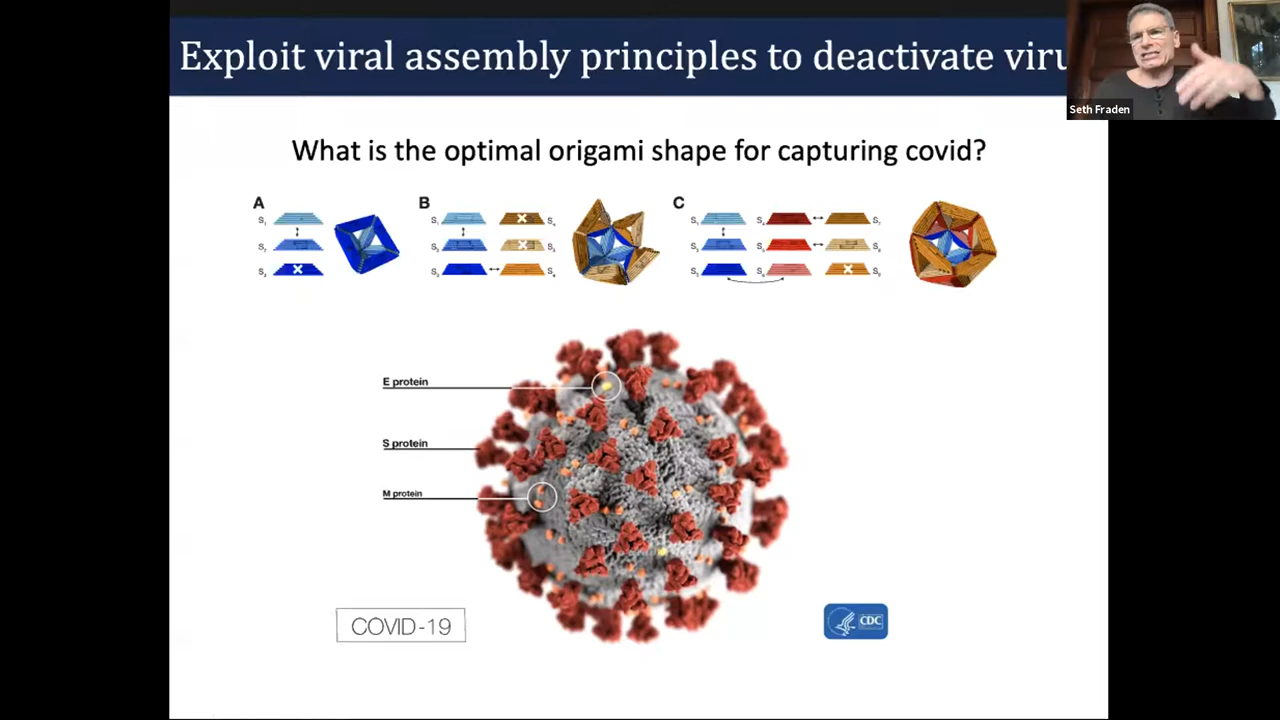 Exploit viral assembly principles to deactivate viru
Seth Fraden
What is the optimal origami shape for capturing covid?
A
B
C
E protein
S protein
M protein
COVID-19
CDC